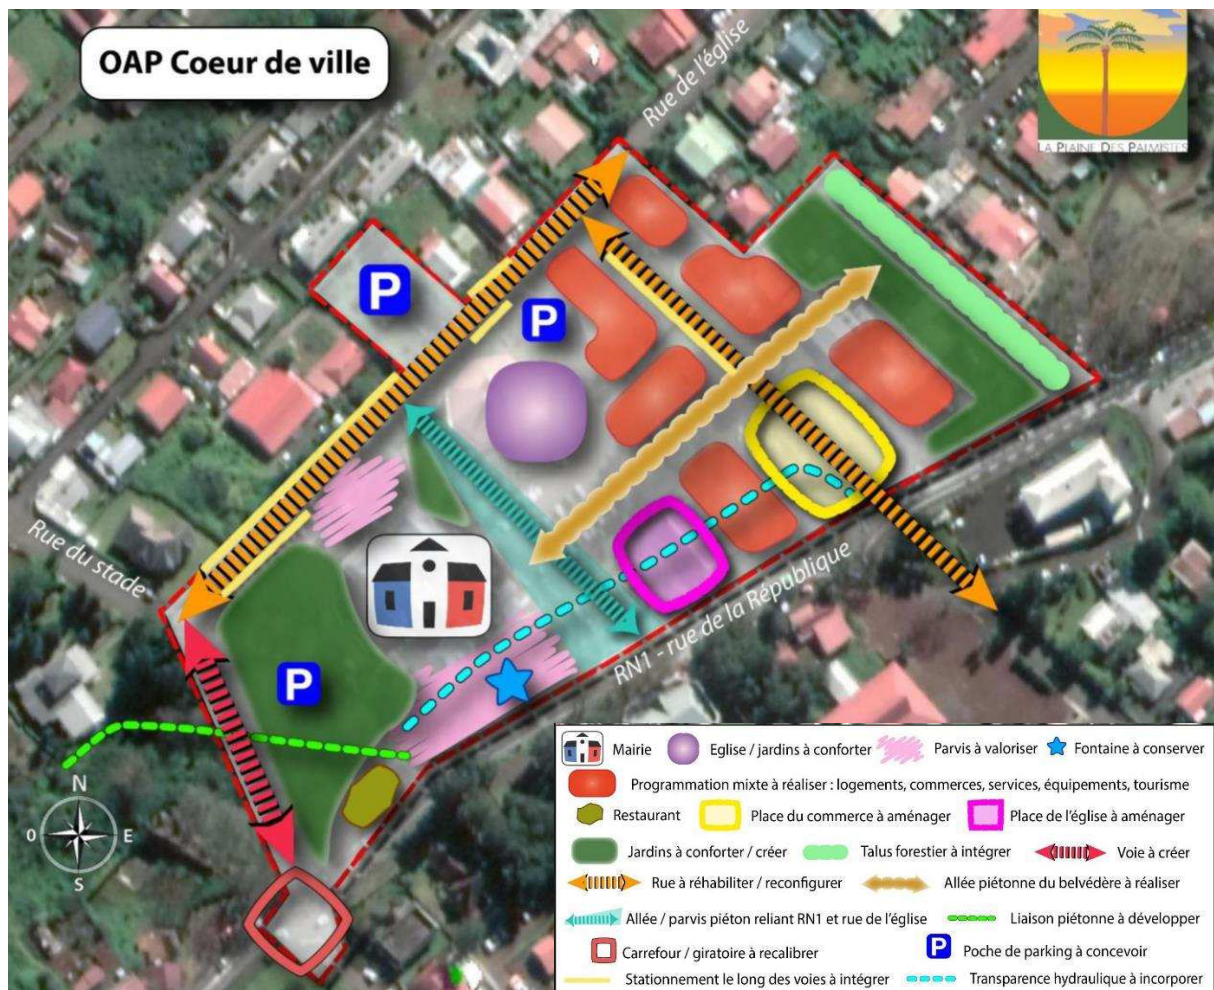 OAP Coeur de ville
LA PLAINE DES PALMISTES
Rue de l'église
P
P
Rue du stade
RN1 - rue de la République
P
N
O
E
S
Mairie
Eglise / jardins à conforter
Parvis à valoriser
Fontaine à conserver
Programmation mixte à réaliser : logements, commerces, services, équipements, tourisme
Restaurant
Place du commerce à aménager
Place de l'église à aménager
Jardins à conforter / créer
Talus forestier à intégrer
Voie à créer
Rue à réhabiliter / reconfigurer
Allée piétonne du belvédère à réaliser
Allée / parvis piéton reliant RN1 et rue de l'église
Liaison piétonne à développer
Carrefour / giratoire à recalibrer
P
Poche de parking à concevoir
Stationnement le long des voies à intégrer
Transparence hydraulique à incorporer